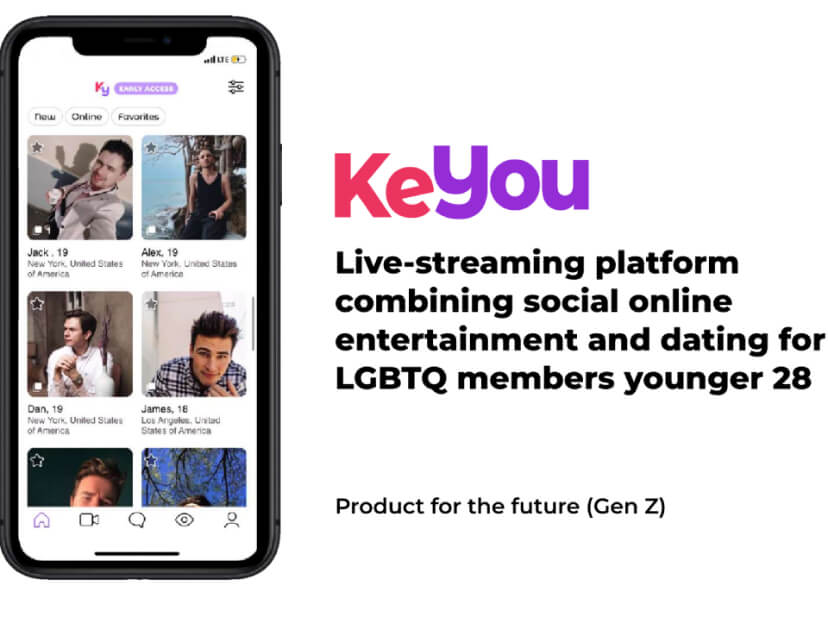 LTE
Ky EARLY ACCESS
New Online Favorites
Jack , 19
New York, United States
of America
Alex, 19
New York, United States
of America
Dan, 19
New York, United States
of America
James, 18
Los Angeles, United
States of America
KeYou
Live-streaming platform
combining social online
entertainment and dating for
LGBTQ members younger 28
Product for the future (Gen Z)